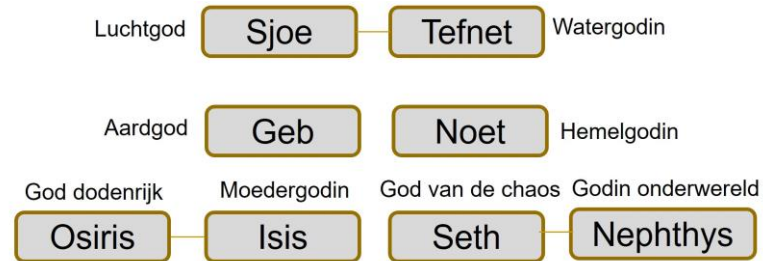 Luchtgod Sjoe Tefnet Watergodin
Aardgod Geb Noet Hemelgodin
God dodenrijk Moedergodin God van de chaos Godin onderwereld
Osiris Isis Seth Nephthys